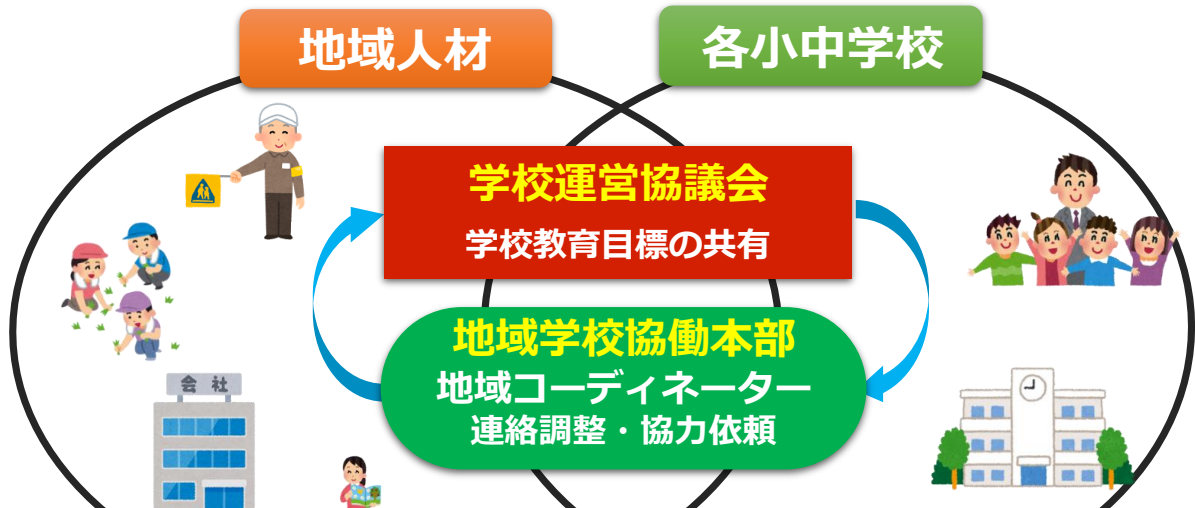 地域人材
各小中学校
学校運営協議会
学校教育目標の共有
地域学校協働本部
地域コーディネーター
連絡調整・協力依頼
会社